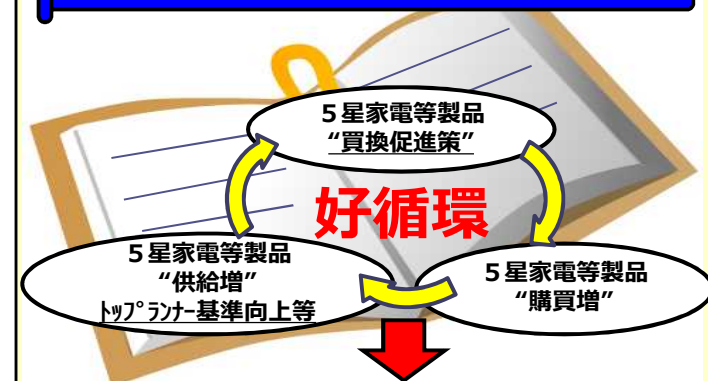 ５星家電等製品
“買換促進策”
好循環
５星家電等製品
“供給増”
ﾄｯﾌﾟﾗﾝﾅｰ基準向上等
５星家電等製品
“購買増”